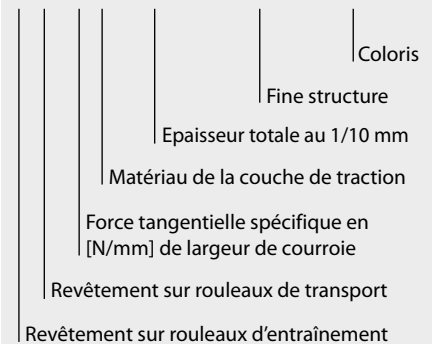 Coloris
Fine structure
Epaisseur totale au 1/10 mm
Matériau de la couche de traction
Force tangentielle spécifique en
[N/mm] de largeur de courroie
Revêtement sur rouleaux de transport
Revêtement sur rouleaux d’entraînement